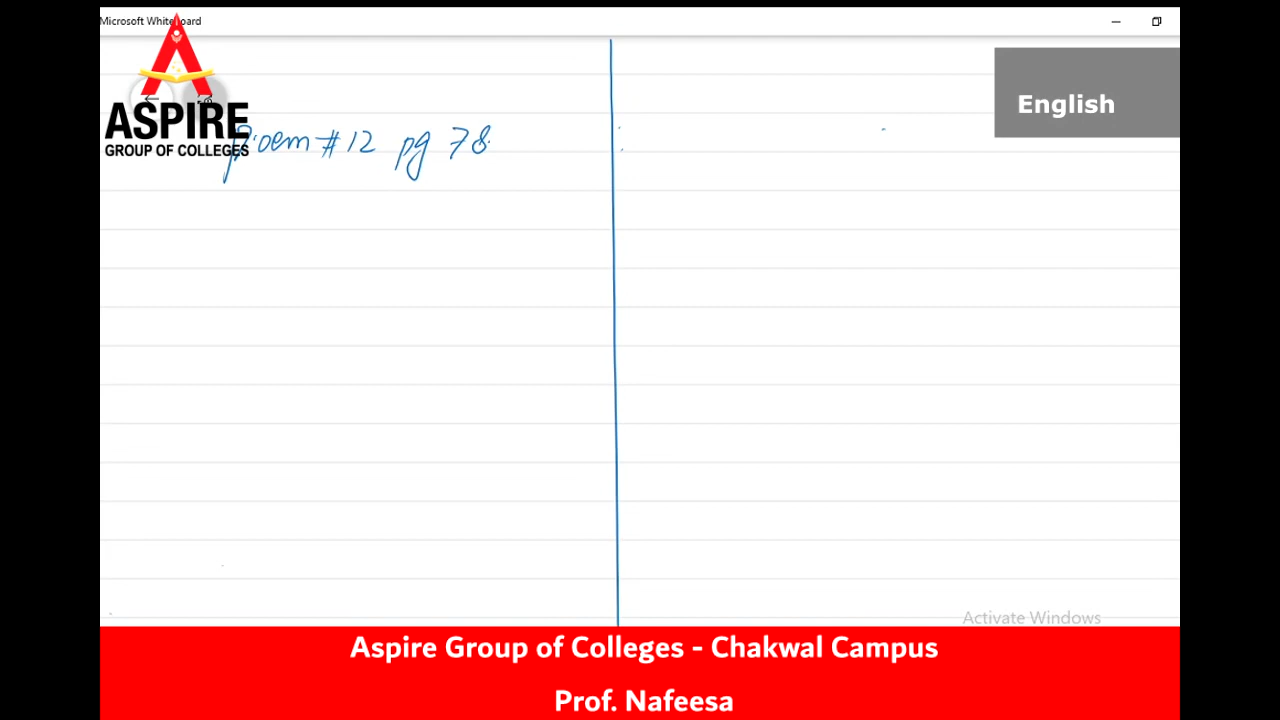 Microsoft Whiteboard
English
ASPIRE
GROUP OF COLLEGES
poem # 12 pg 78
Activate Windows
Aspire Group of Colleges - Chakwal Campus
Prof. Nafeesa